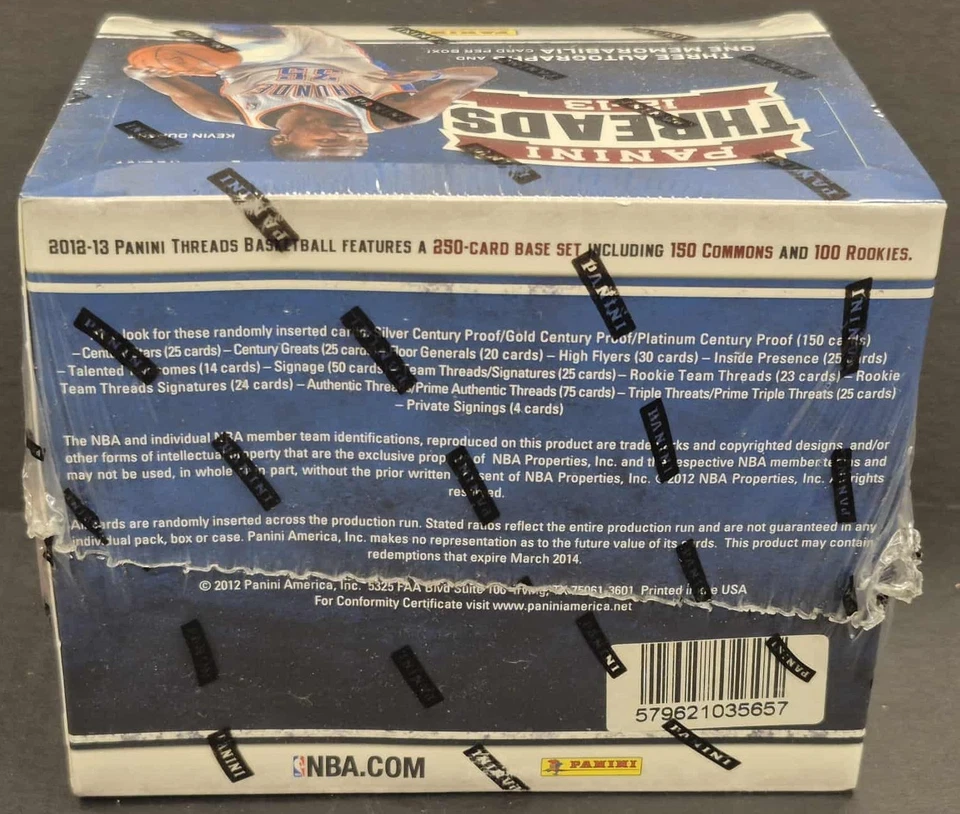 PANINI
THREE AUTOGRAPHS AND
ONE MEMORABILIA CARD PER BOX!
THUNDER
35
KEVIN
PANINI
THREADS
12-13
2012-13 PANINI THREADS BASKETBALL FEATURES A 250-CARD BASE SET INCLUDING 150 COMMONS AND 100 ROOKIES.
look for these randomly inserted Silver Century Proof/Gold Century Proof/Platinum Century Proof (150 cards)
– Stars (25 cards) – Century Greats (25 Floor Generals (20 cards) – High Flyers (30 cards) – Inside Presence (25 cards)
– Talented (14 cards) – Signage (50 cards) Team Threads/Signatures (25 cards) – Rookie Team Threads (23 cards) – Rookie
Team Threads Signatures (24 cards) – Authentic Threads/Prime Authentic Threads (75 cards) – Triple Threats/Prime Triple Threats (25 cards)
– Private Signings (4 cards)
The NBA and individual NBA member team identifications, reproduced on this product are trademarks and copyrighted designs, and/or
other forms of intellectual property that are the exclusive property of NBA Properties, Inc. and the respective NBA member teams and
may not be used, in whole or in part, without the prior written consent of NBA Properties, Inc. ©2012 NBA Properties, Inc. All rights
reserved.
All cards are randomly inserted across the production run. Stated ratios reflect the entire production run and are not guaranteed in any
individual pack, box or case. Panini America, Inc. makes no representation as to the future value of its cards. This product may contain
redemptions that expire March 2014.
© 2012 Panini America, Inc. 5325 FAA Blvd Suite 100 Irving, TX 75061-3601 Printed in the USA
For Conformity Certificate visit www.paniniamerica.net
579621035657
NBA.COM
PANINI